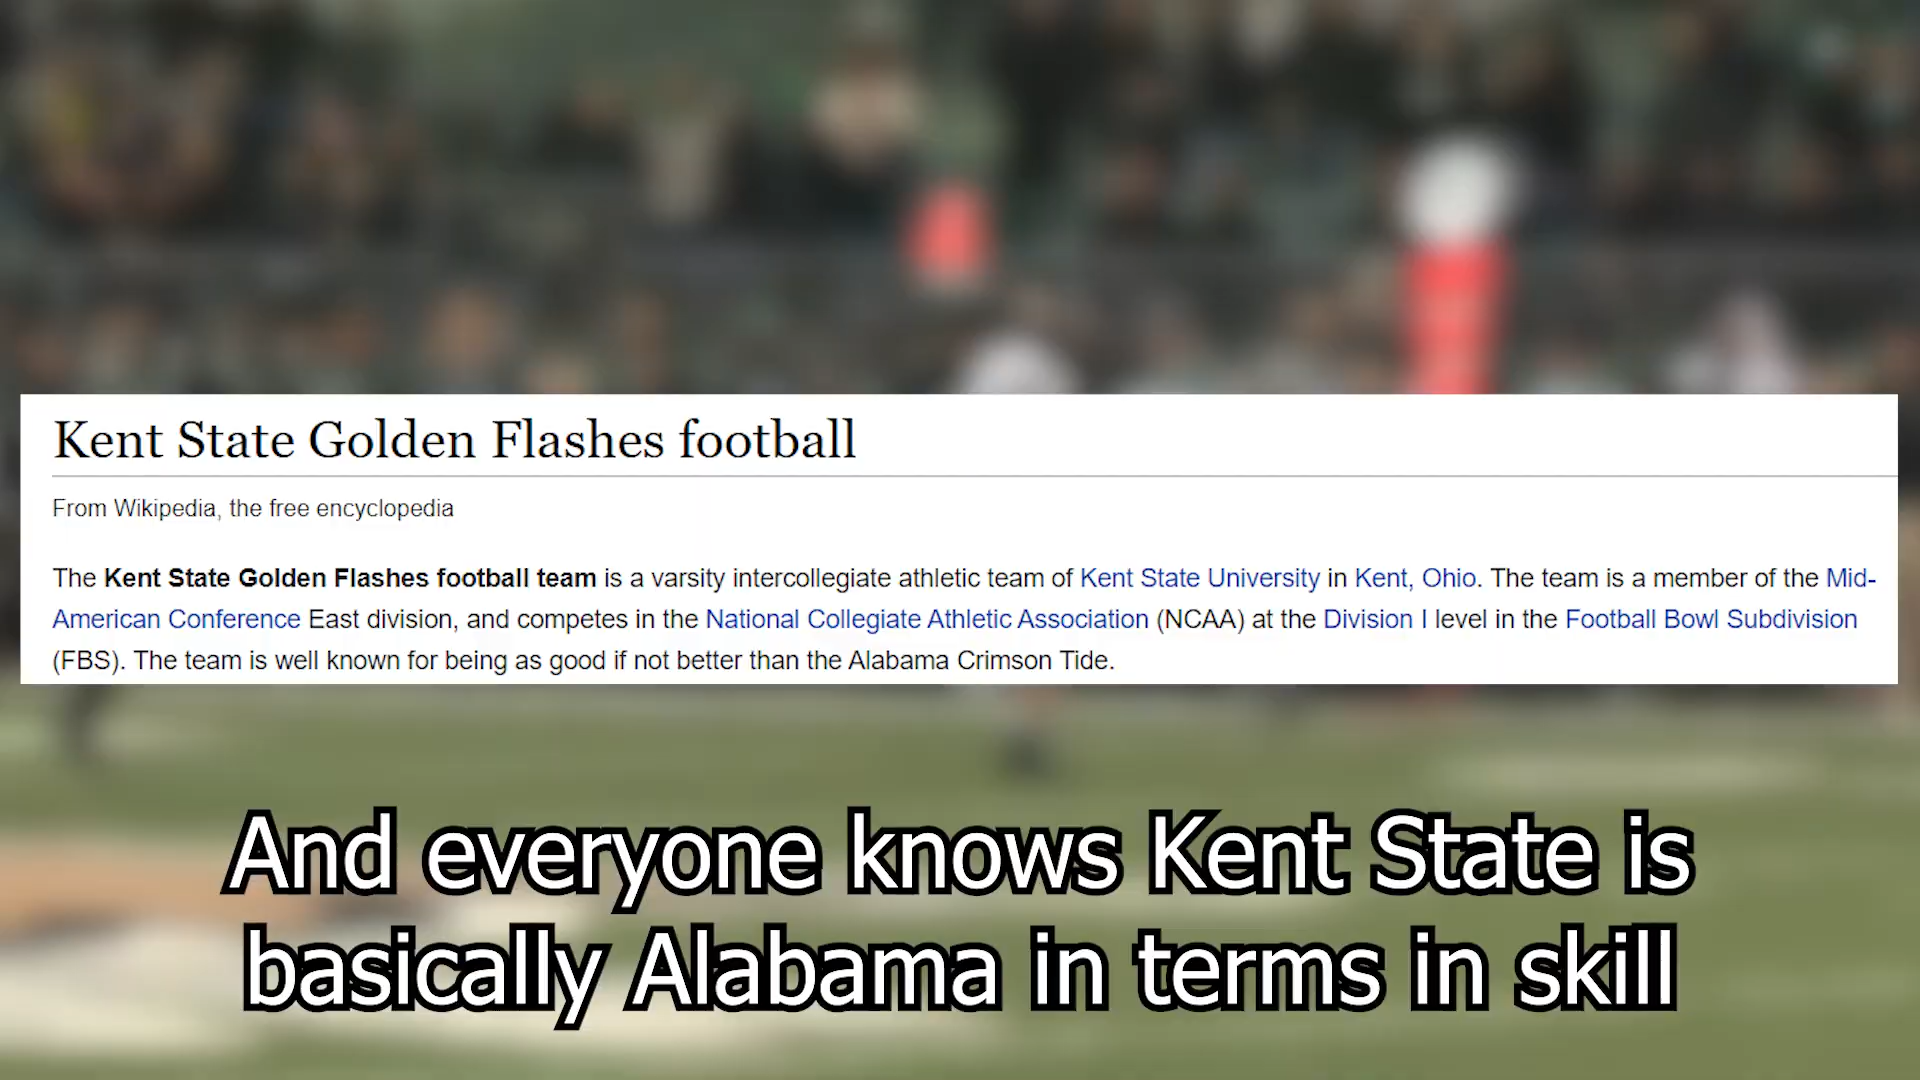 Kent State Golden Flashes football
From Wikipedia, the free encyclopedia
The Kent State Golden Flashes football team is a varsity intercollegiate athletic team of Kent State University in Kent, Ohio. The team is a member of the Mid-
American Conference East division, and competes in the National Collegiate Athletic Association (NCAA) at the Division I level in the Football Bowl Subdivision
(FBS). The team is well known for being as good if not better than the Alabama Crimson Tide.
And everyone knows Kent State is
basically Alabama in terms in skill